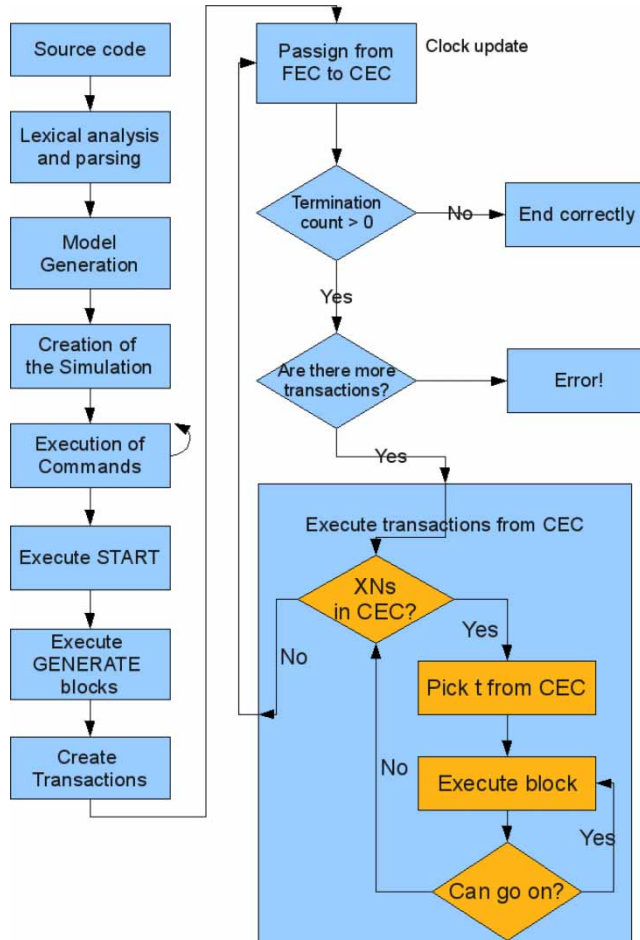 Source code
Lexical analysis
and parsing
Model
Generation
Creation of
the Simulation
Execution of
Commands
Execute START
Execute
GENERATE
blocks
Create
Transactions
Passign from
FEC to CEC
Clock update
Termination
count > 0
No
End correctly
Yes
Are there more
transactions?
Error!
Yes
Execute transactions from CEC
XNs
in CEC?
No
Yes
Pick t from CEC
No
Execute block
Yes
Can go on?